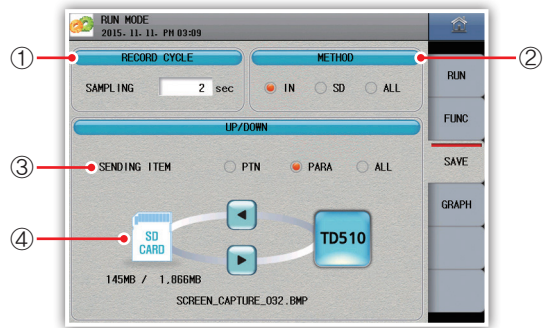 RUN MODE
2015. 11. 11. PM 03:09
① RECORD CYCLE METHOD ②
SAMPLING 2 sec IN SD ALL
RUN
FUNC
SAVE
GRAPH
UP/DOWN
③ SENDING ITEM PTN PARA ALL
④ SD
CARD
TD510
145MB / 1,866MB
SCREEN_CAPTURE_032.BMP